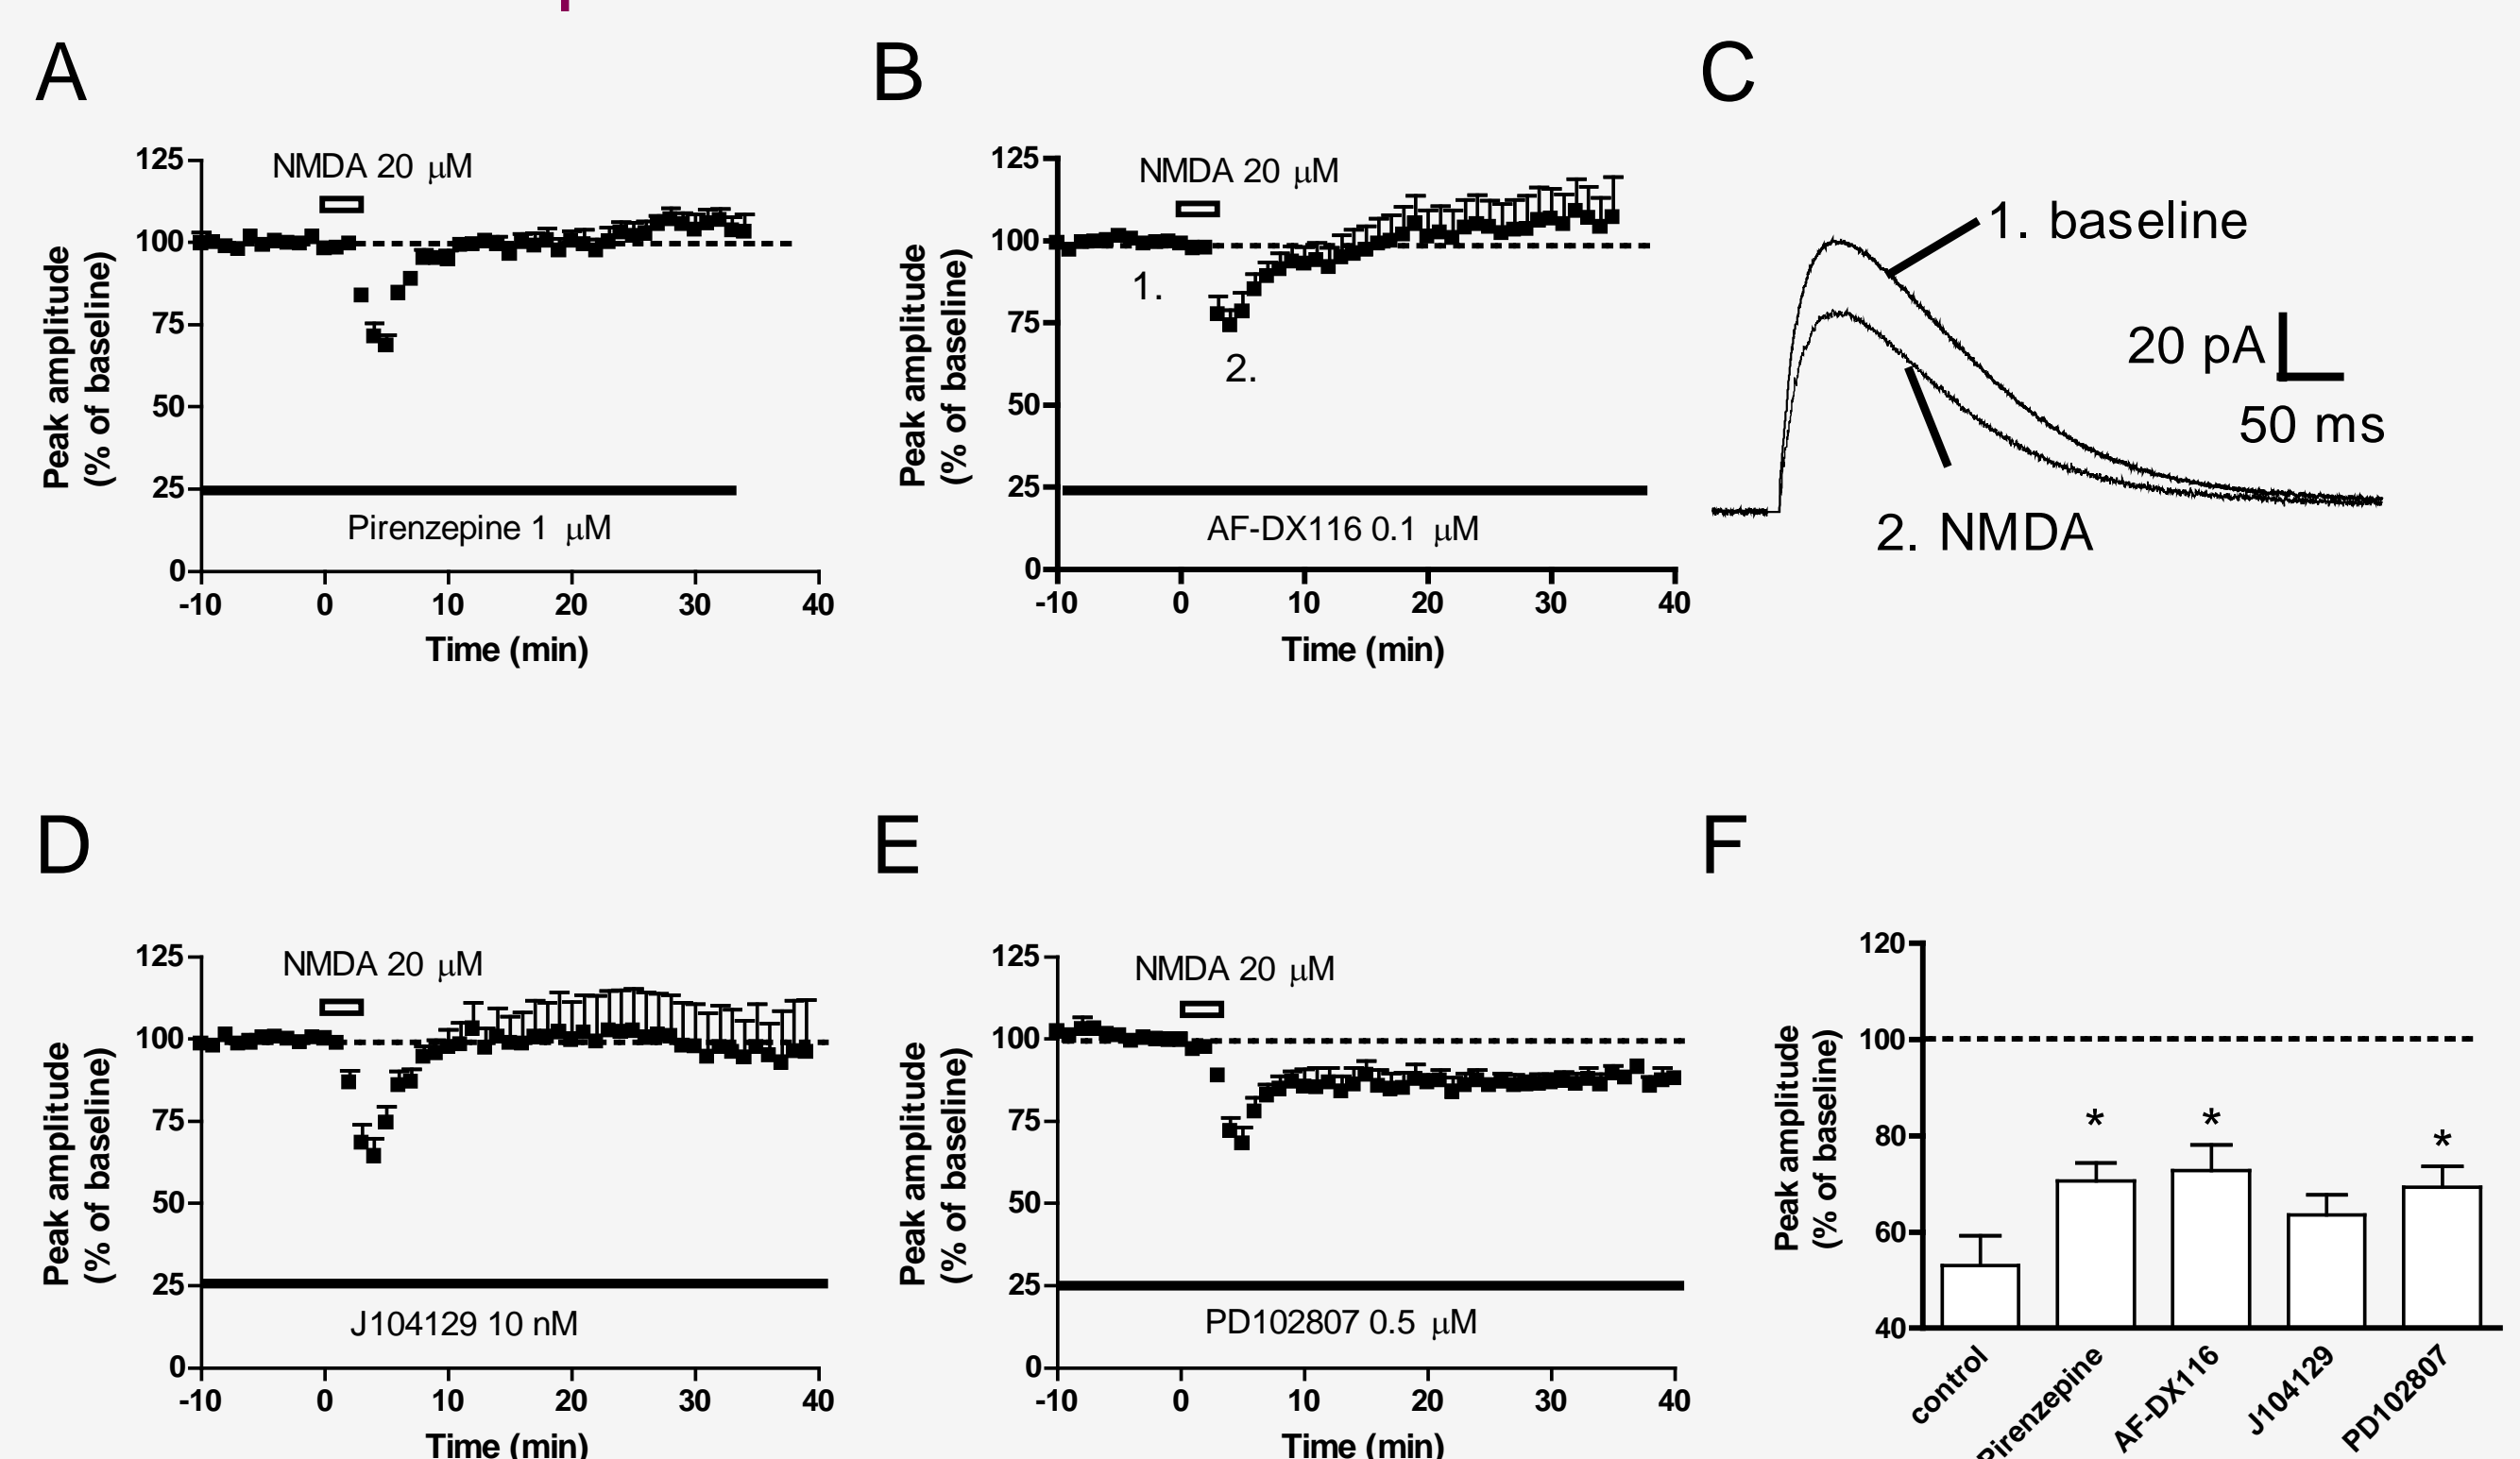 A
125
100
75
50
25
0
Peak amplitude
(% of baseline)
NMDA 20 μM
Pirenzepine 1 μM
-10 0 10 20 30 40
Time (min)
B
125
100
75
50
25
0
Peak amplitude
(% of baseline)
NMDA 20 μM
1.
2.
AF-DX116 0.1 μM
-10 0 10 20 30 40
Time (min)
C
1. baseline
20 pA
50 ms
2. NMDA
D
125
100
75
50
25
0
Peak amplitude
(% of baseline)
NMDA 20 μM
J104129 10 nM
-10 0 10 20 30 40
Time (min)
E
125
100
75
50
25
0
Peak amplitude
(% of baseline)
NMDA 20 μM
PD102807 0.5 μM
-10 0 10 20 30 40
Time (min)
F
120
100
80
60
40
Peak amplitude
(% of baseline)
* * *
control
Pirenzepine
AF-DX116
J104129
PD102807